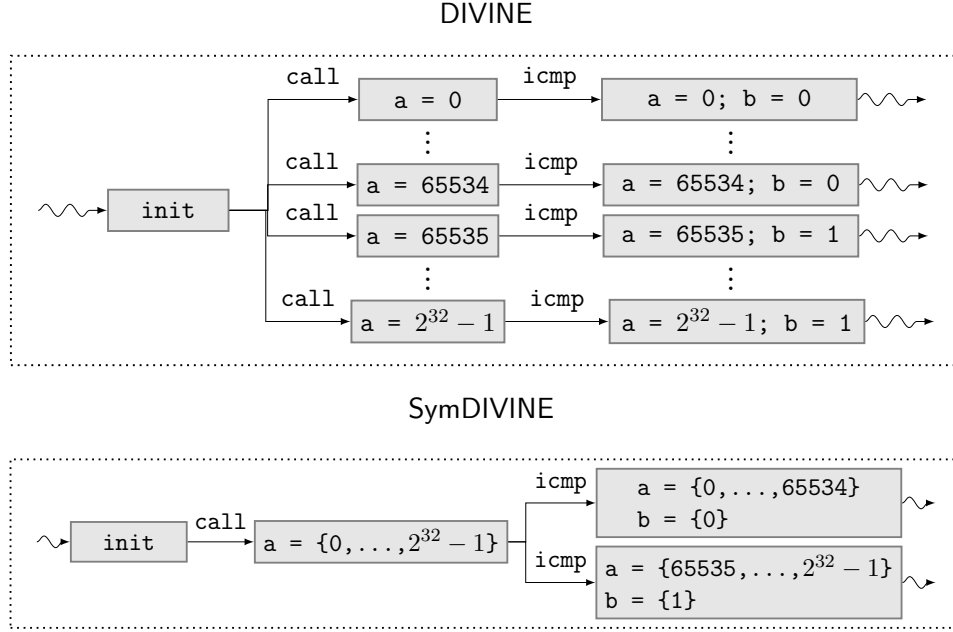 DIVINE
call icmp
a = 0 a = 0; b = 0
⋮ ⋮
call icmp
a = 65534 a = 65534; b = 0
init
call icmp
a = 65535 a = 65535; b = 1
⋮ ⋮
call icmp
a = 2^32 − 1 a = 2^32 − 1; b = 1
SymDIVINE
init
call
a = {0,...,2^32 − 1}
icmp
a = {0,...,65534}
b = {0}
icmp
a = {65535,...,2^32 − 1}
b = {1}